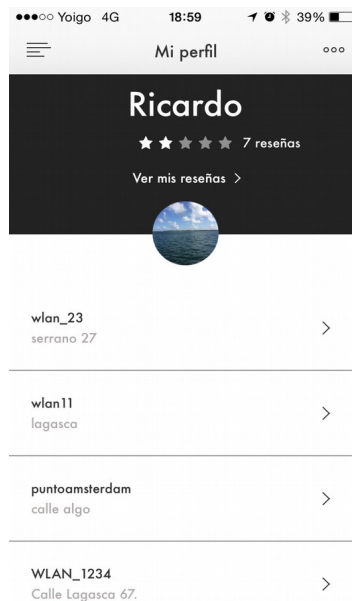 Yoigo 4G 18:59 39%
Mi perfil
Ricardo
7 reseñas
Ver mis reseñas >
wlan_23
serrano 27
wlan11
lagasca
puntoamsterdam
calle algo
WLAN_1234
Calle Lagasca 67.